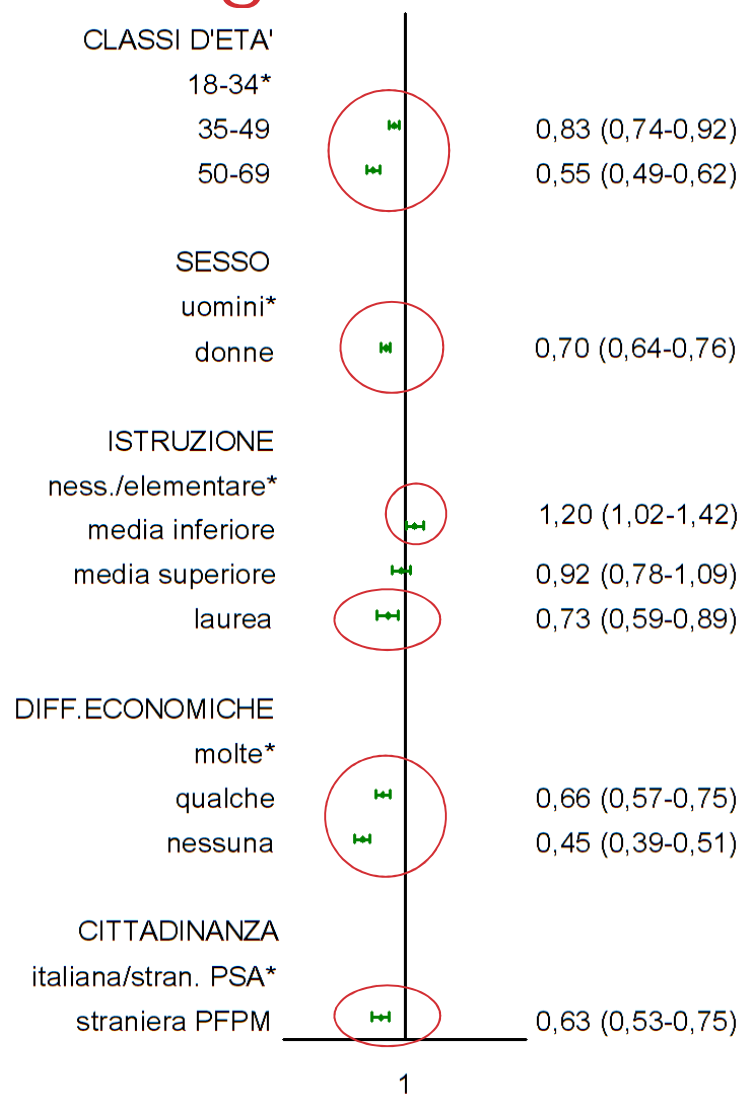 CLASSI D'ETA'
18-34*
35-49 0,83 (0,74-0,92)
50-69 0,55 (0,49-0,62)
SESSO
uomini*
donne 0,70 (0,64-0,76)
ISTRUZIONE
ness./elementare*
media inferiore 1,20 (1,02-1,42)
media superiore 0,92 (0,78-1,09)
laurea 0,73 (0,59-0,89)
DIFF.ECONOMICHE
molte*
qualche 0,66 (0,57-0,75)
nessuna 0,45 (0,39-0,51)
CITTADINANZA
italiana/stran. PSA*
straniera PFPM 0,63 (0,53-0,75)
1